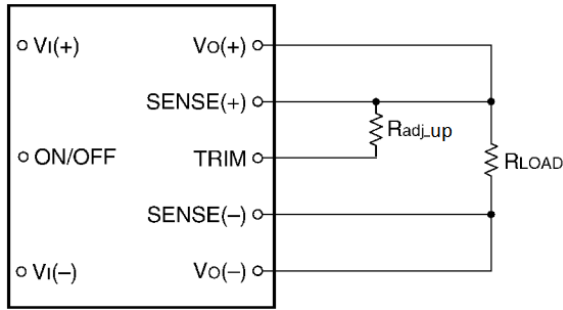 VI(+)
VO(+)
SENSE(+)
Radj_up
ON/OFF
TRIM
RLOAD
SENSE(–)
VI(–)
VO(–)